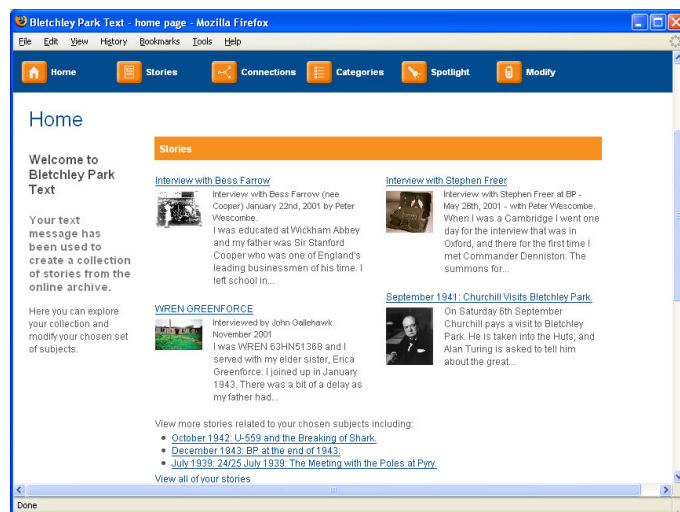 Bletchley Park Text - home page - Mozilla Firefox
File Edit View History Bookmarks Tools Help
Home Stories Connections Categories Spotlight Modify
Home
Welcome to
Bletchley Park
Text
Your text
message has
been used to
create a collection
of stories from the
online archive.
Here you can explore
your collection and
modify your chosen set
of subjects.
Stories
Interview with Bess Farrow
Interview with Bess Farrow (nee
Cooper) January 22nd, 2001 by Peter
Wescombe.
I was educated at Wickham Abbey
and my father was Sir Stanford
Cooper who was one of England's
leading businessmen of his time. I
left school in...
Interview with Stephen Freer
Interview with Stephen Freer at BP -
May 26th, 2001 - with Peter Wescombe.
When I was a Cambridge I went one
day for the interview that was in
Oxford, and there for the first time I
met Commander Denniston. The
summons for...
WREN GREENFORCE
Interviewed by John Gallehawk
November 2001
I was WREN 63HN51368 and I
served with my elder sister, Erica
Greenforce. I joined up in January
1943. There was a bit of a delay as
my father had...
September 1941: Churchill Visits Bletchley Park.
On Saturday 6th September
Churchill pays a visit to Bletchley
Park. He is taken into the Huts, and
Alan Turing is asked to tell him
about the great...
View more stories related to your chosen subjects including:
October 1942: U-559 and the Breaking of Shark.
December 1943: BP at the end of 1943:
July 1939: 24/25 July 1939: The Meeting with the Poles at Pyry.
View all of your stories
Done